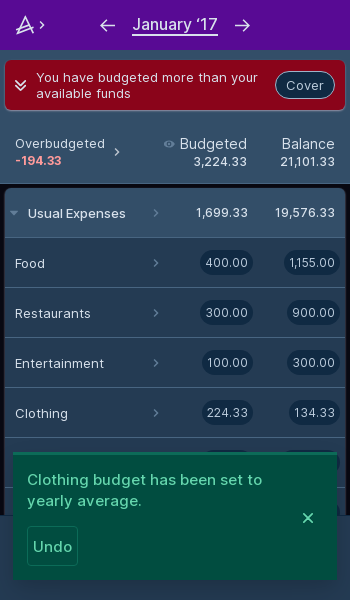 January ‘17
You have budgeted more than your
available funds
Cover
Overbudgeted
-194.33
Budgeted
3,224.33
Balance
21,101.33
Usual Expenses
1,699.33
19,576.33
Food
400.00
1,155.00
Restaurants
300.00
900.00
Entertainment
100.00
300.00
Clothing
224.33
134.33
Clothing budget has been set to
yearly average.
Undo